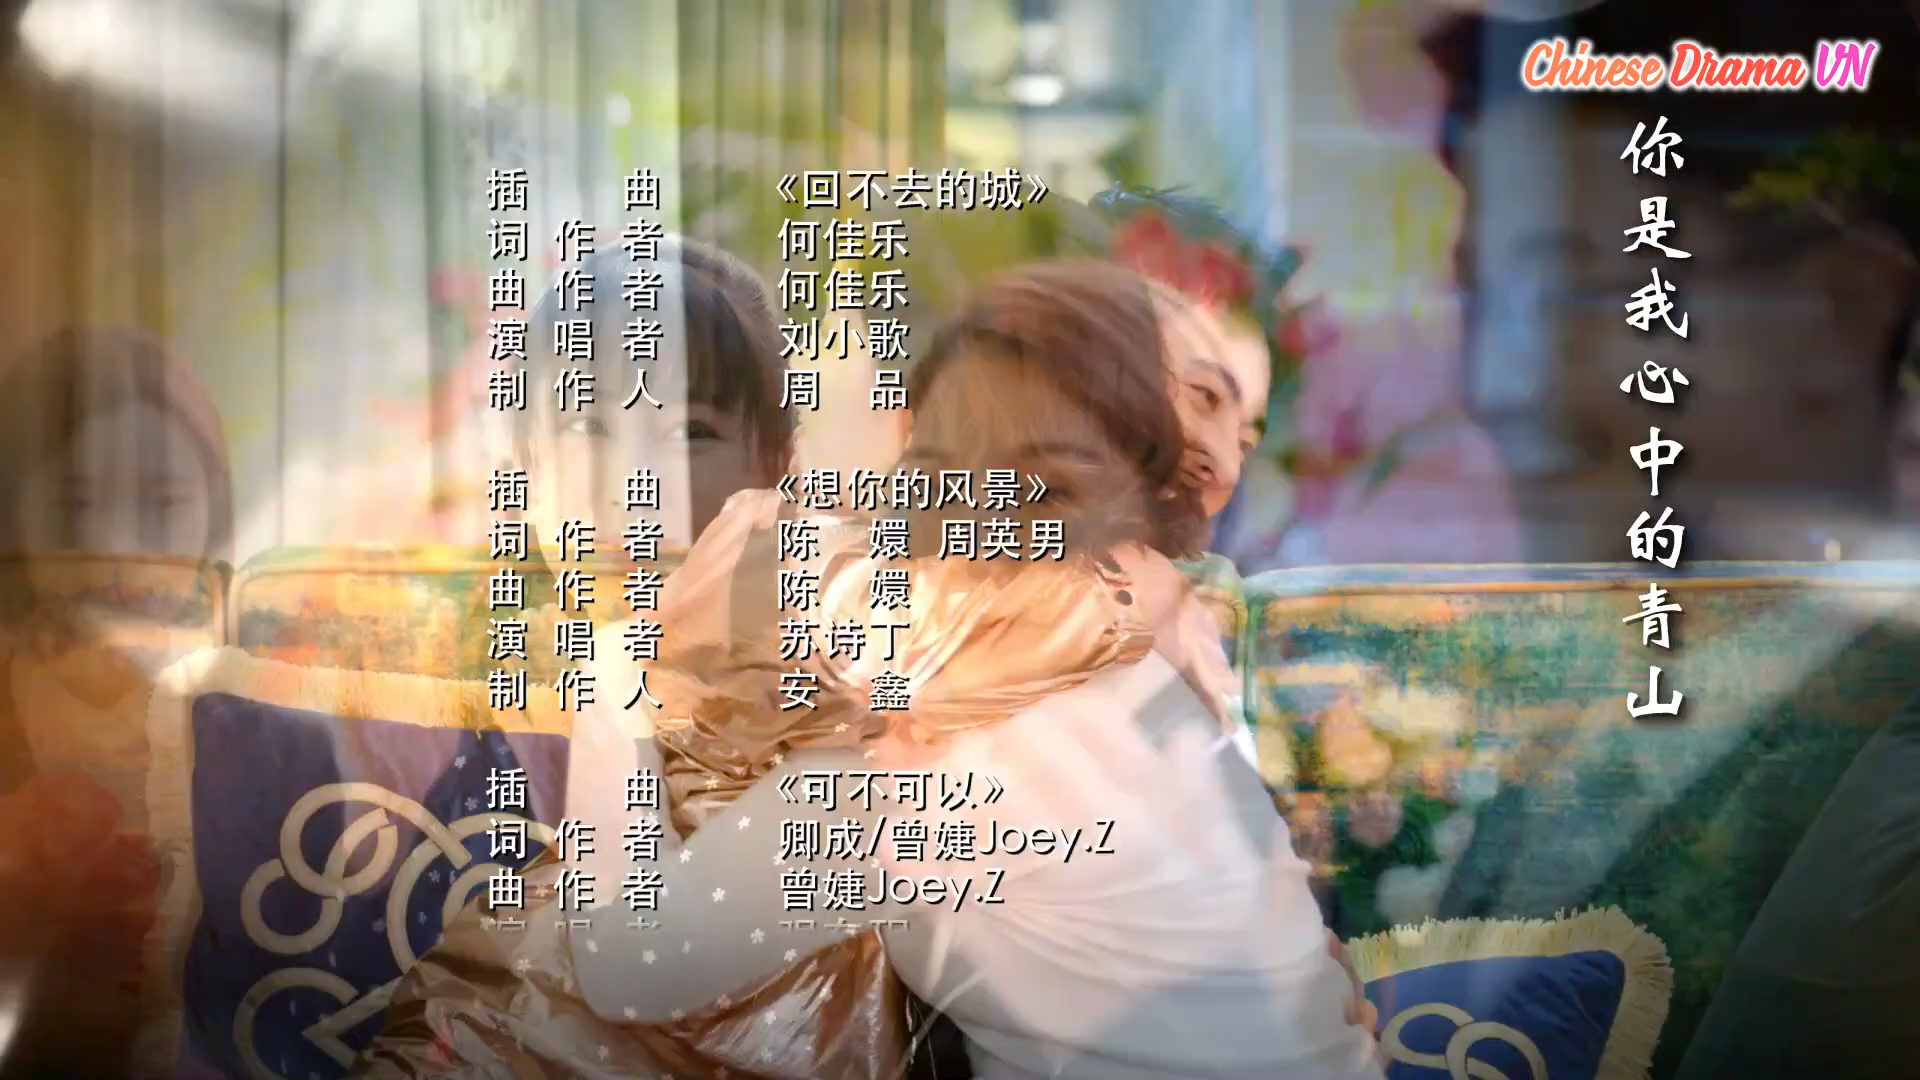 Chinese Drama VN
你是我心中的青山
插 曲 《回不去的城》
词作者 何佳乐
曲作者 何佳乐
演唱者 刘小歌
制作人 周 品
插 曲 《想你的风景》
词作者 陈 嬛 周英男
曲作者 陈 嬛
演唱者 苏诗丁
制作人 安 鑫
插 曲 《可不可以》
词作者 卿成/曾婕Joey.Z
曲作者 曾婕Joey.Z
演唱者